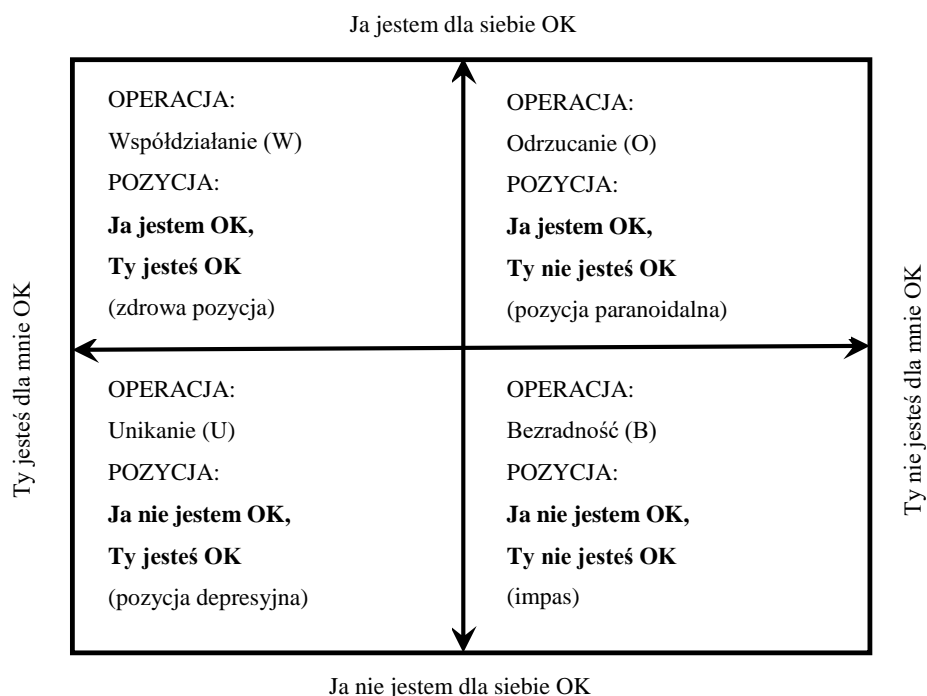 Ja jestem dla siebie OK
OPERACJA:
Współdziałanie (W)
POZYCJA:
Ja jestem OK,
Ty jesteś OK
(zdrowa pozycja)
OPERACJA:
Odrzucanie (O)
POZYCJA:
Ja jestem OK,
Ty nie jesteś OK
(pozycja paranoidalna)
Ty jesteś dla mnie OK
Ty nie jesteś dla mnie OK
OPERACJA:
Unikanie (U)
POZYCJA:
Ja nie jestem OK,
Ty jesteś OK
(pozycja depresyjna)
OPERACJA:
Bezradność (B)
POZYCJA:
Ja nie jestem OK,
Ty nie jesteś OK
(impas)
Ja nie jestem dla siebie OK